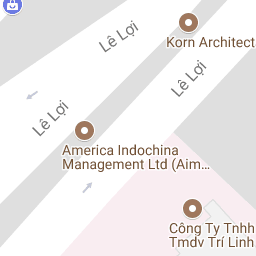 Lê Lợi
Korn Architect
Lê Lợi
Lê Lợi
America Indochina
Management Ltd (Aim…
Công Ty Tnhh
Tmdv Trí Linh